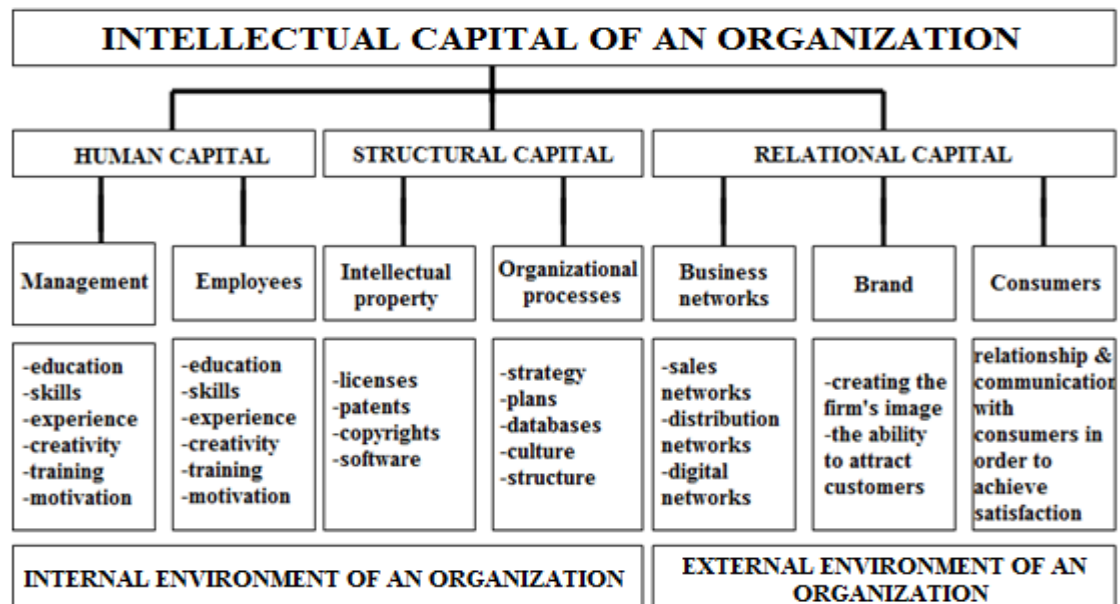 INTELLECTUAL CAPITAL OF AN ORGANIZATION
HUMAN CAPITAL
STRUCTURAL CAPITAL
RELATIONAL CAPITAL
Management
Employees
Intellectual
property
Organizational
processes
Business
networks
Brand
Consumers
-education
-skills
-experience
-creativity
-training
-motivation
-education
-skills
-experience
-creativity
-training
-motivation
-licenses
-patents
-copyrights
-software
-strategy
-plans
-databases
-culture
-structure
-sales
networks
-distribution
networks
-digital
networks
-creating the
firm's image
-the ability
to attract
customers
relationship &
communication
with
consumers in
order to
achieve
satisfaction
INTERNAL ENVIRONMENT OF AN ORGANIZATION
EXTERNAL ENVIRONMENT OF AN
ORGANIZATION